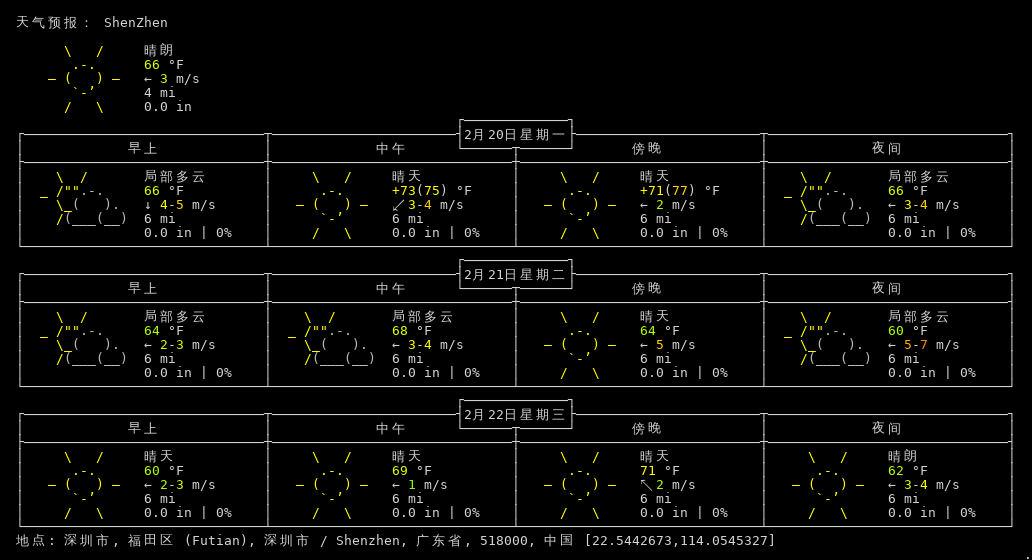 天气预报： ShenZhen
晴朗
66 °F
← 3 m/s
4 mi
0.0 in
2月20日星期一
早上 中午 傍晚 夜间
局部多云 晴天 晴天 局部多云
66 °F +73(75) °F +71(77) °F 66 °F
↓ 4-5 m/s ↙ 3-4 m/s ← 2 m/s ← 3-4 m/s
6 mi 6 mi 6 mi 6 mi
0.0 in | 0% 0.0 in | 0% 0.0 in | 0% 0.0 in | 0%
2月21日星期二
早上 中午 傍晚 夜间
局部多云 局部多云 晴天 局部多云
64 °F 68 °F 64 °F 60 °F
← 2-3 m/s ← 3-4 m/s ← 5 m/s ← 5-7 m/s
6 mi 6 mi 6 mi 6 mi
0.0 in | 0% 0.0 in | 0% 0.0 in | 0% 0.0 in | 0%
2月22日星期三
早上 中午 傍晚 夜间
晴天 晴天 晴天 晴朗
60 °F 69 °F 71 °F 62 °F
← 2-3 m/s ← 1 m/s ↖ 2 m/s ← 3-4 m/s
6 mi 6 mi 6 mi 6 mi
0.0 in | 0% 0.0 in | 0% 0.0 in | 0% 0.0 in | 0%
地点: 深圳市, 福田区 (Futian), 深圳市 / Shenzhen, 广东省, 518000, 中国 [22.5442673,114.0545327]